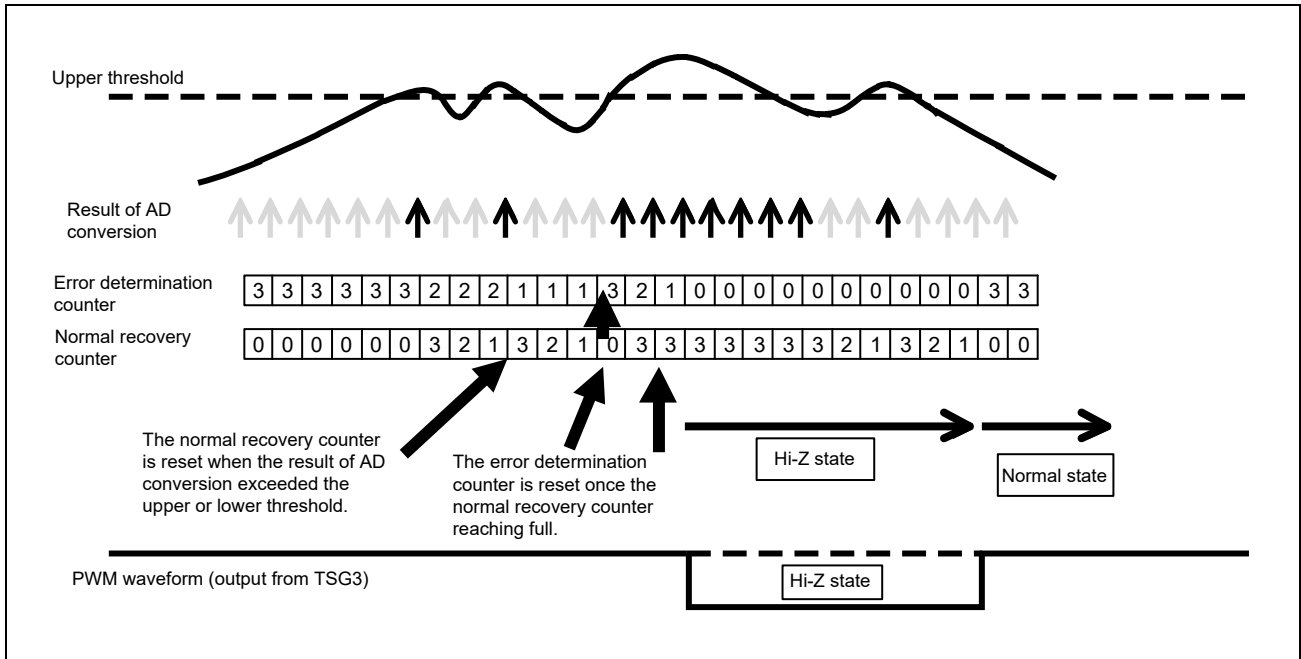 Upper threshold
Result of AD
conversion
Error determination
counter
3 3 3 3 3 3 2 2 2 1 1 1 3 2 1 0 0 0 0 0 0 0 0 0 0 3 3
Normal recovery
counter
0 0 0 0 0 0 3 2 1 3 2 1 0 3 3 3 3 3 3 3 2 1 3 2 1 0 0
The normal recovery counter
is reset when the result of AD
conversion exceeded the
upper or lower threshold.
The error determination
counter is reset once the
normal recovery counter
reaching full.
Hi-Z state
Normal state
PWM waveform (output from TSG3)
Hi-Z state